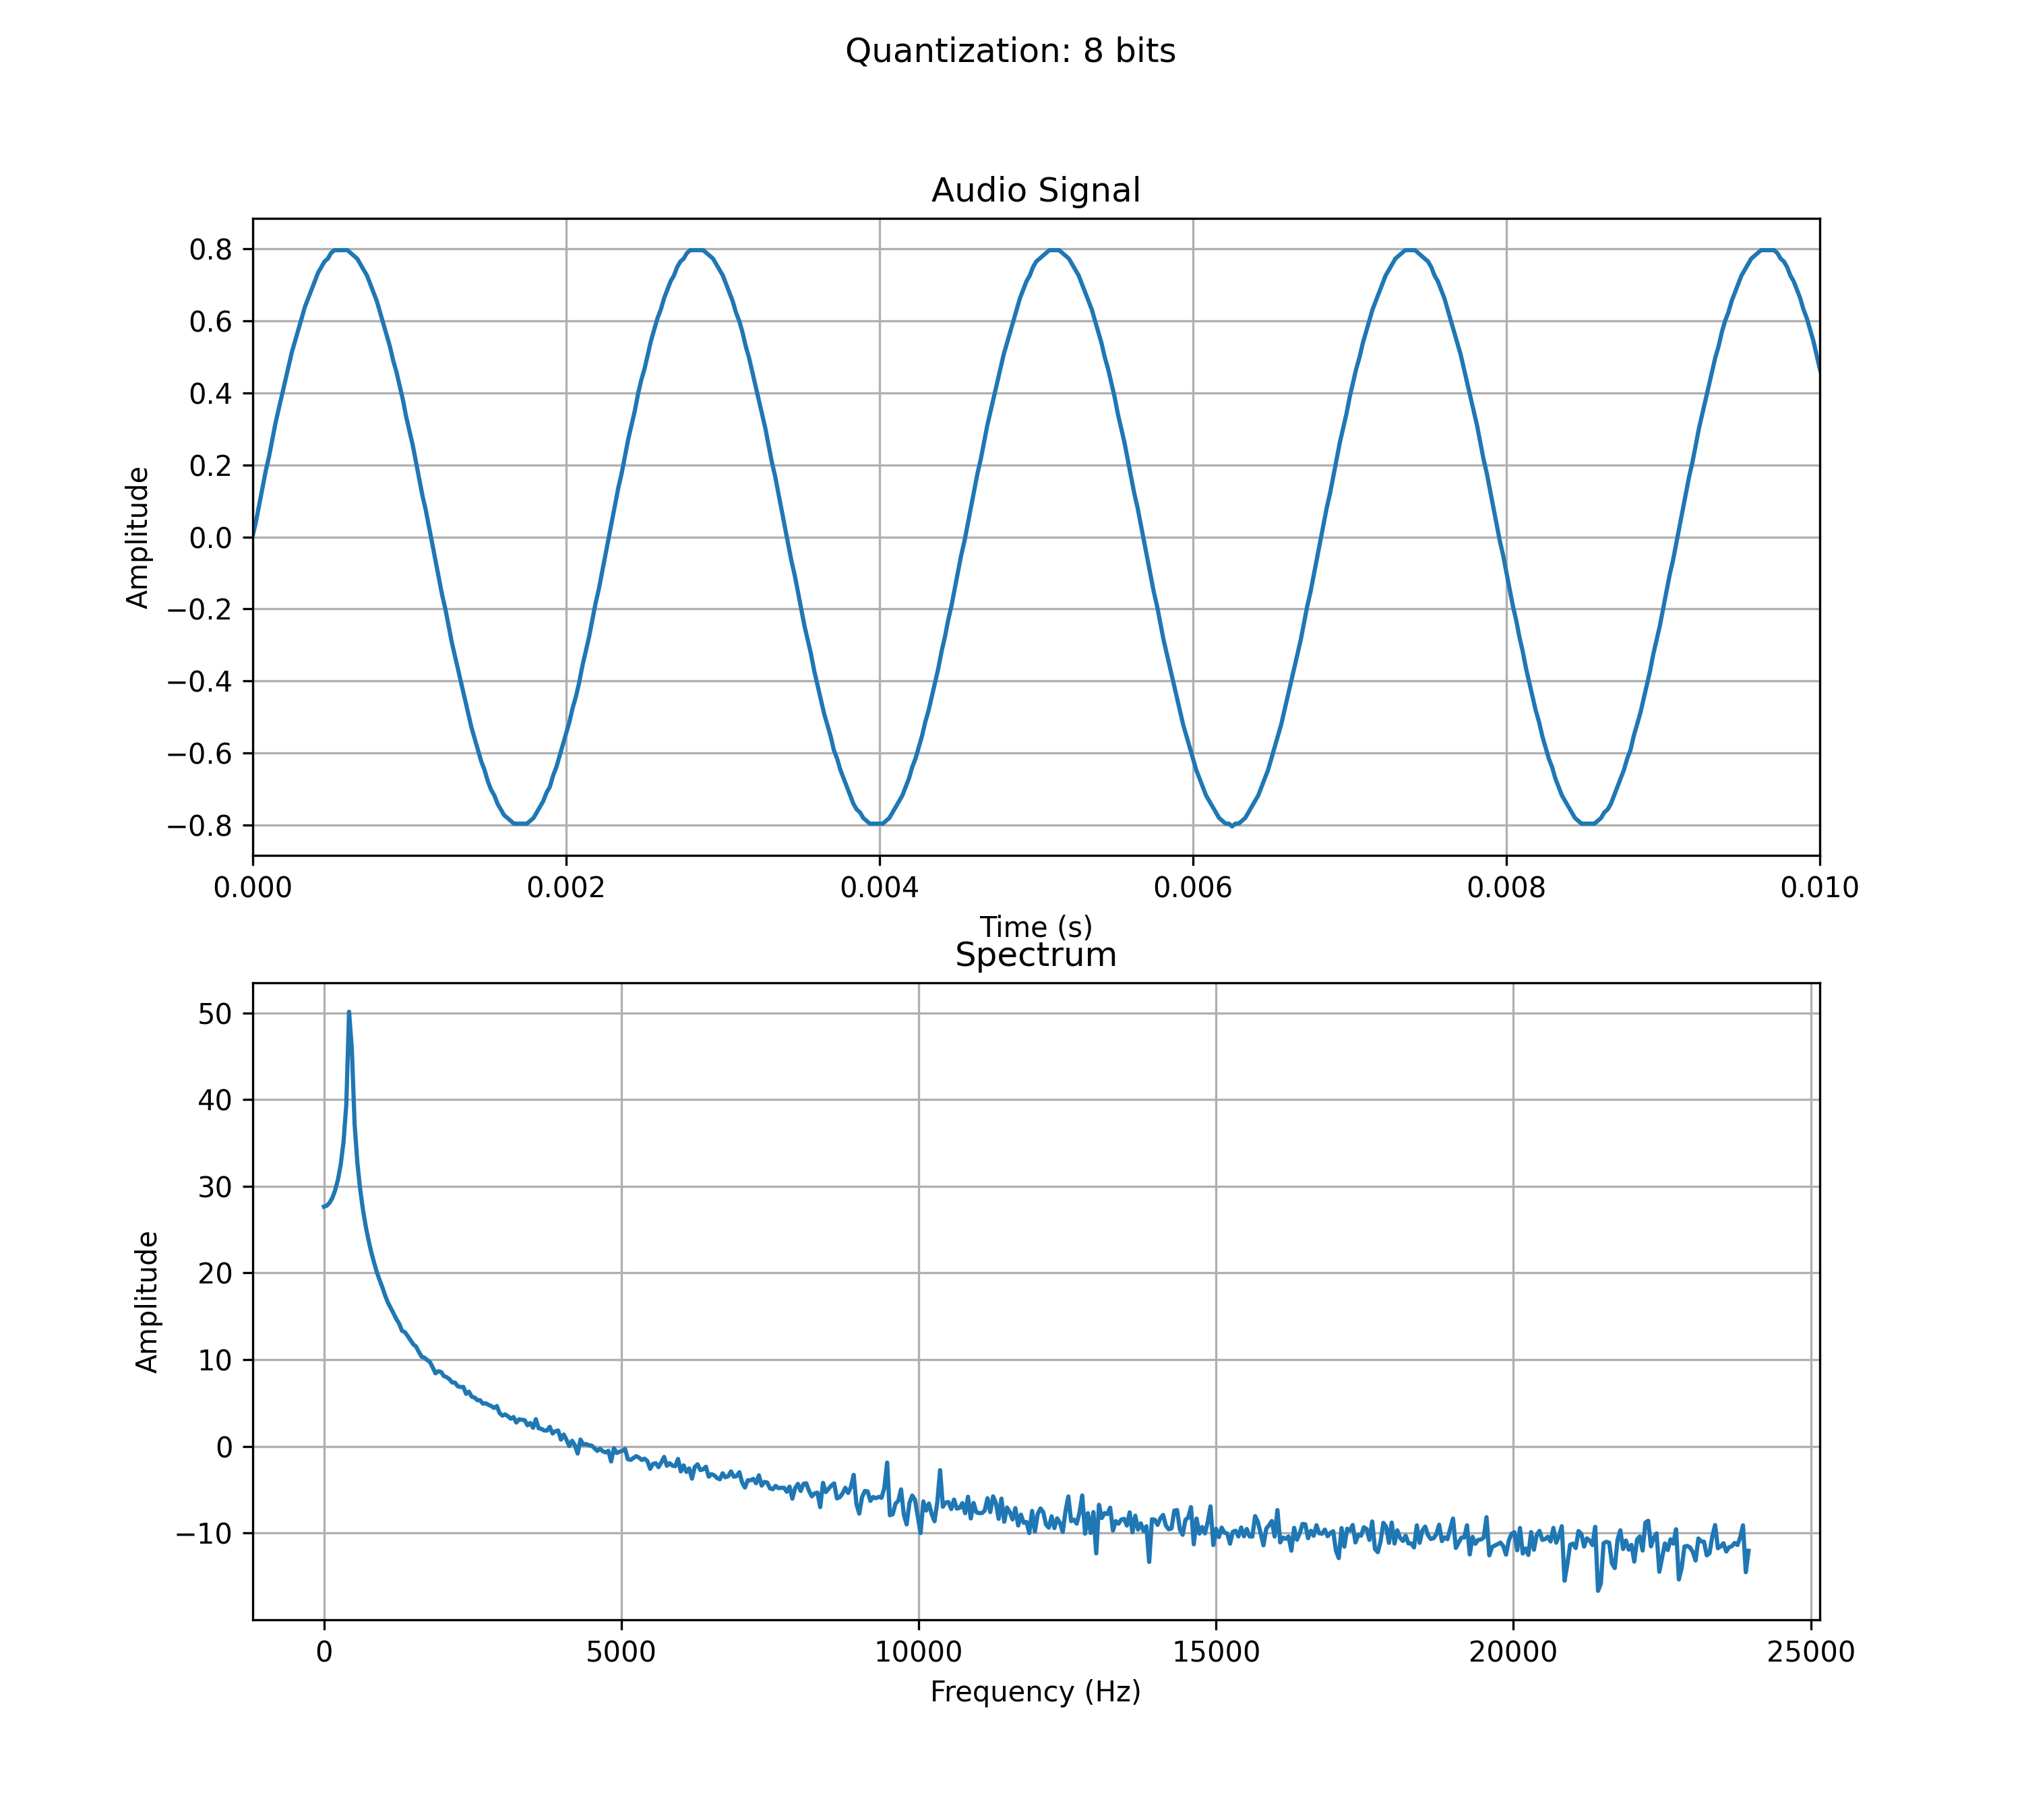 Quantization: 8 bits
Audio Signal
0.8
0.6
0.4
0.2
0.0
−0.2
−0.4
−0.6
−0.8
Amplitude
0.000 0.002 0.004 0.006 0.008 0.010
Time (s)
Spectrum
50
40
30
20
10
0
−10
Amplitude
0 5000 10000 15000 20000 25000
Frequency (Hz)